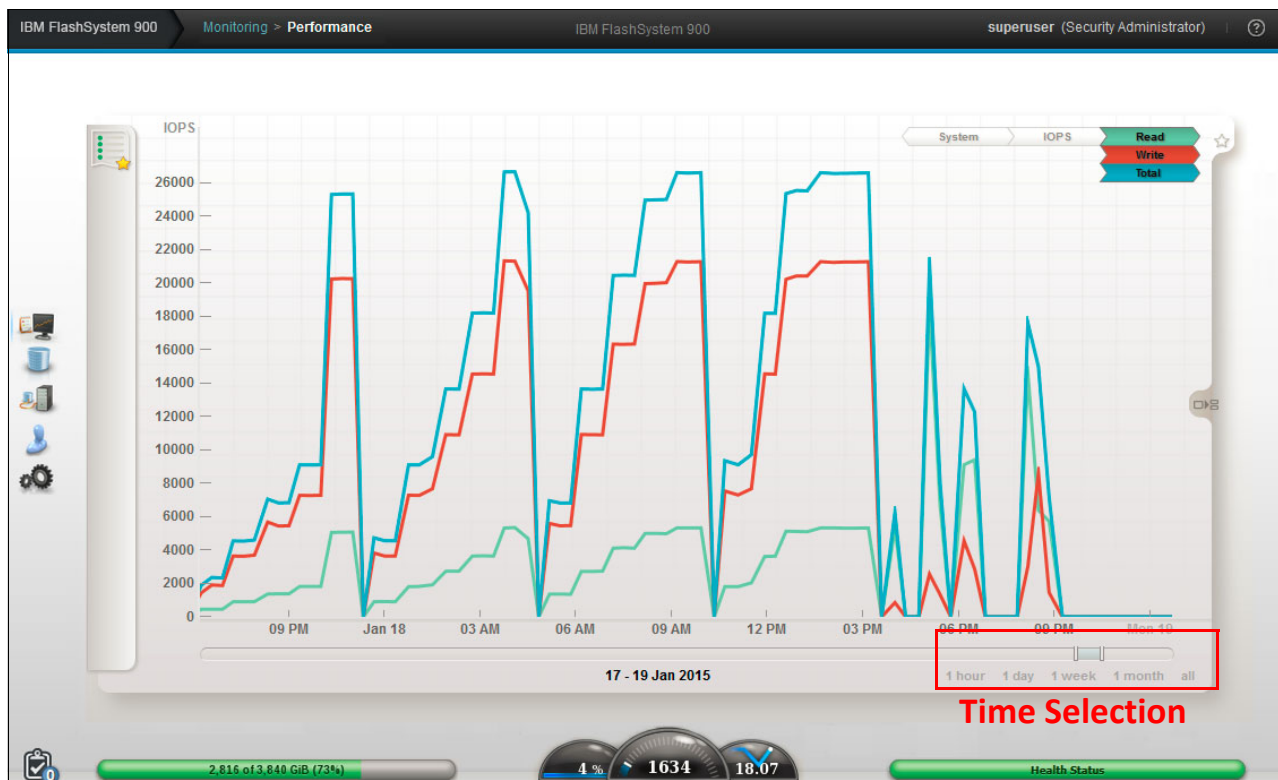 IBM FlashSystem 900 Monitoring > Performance IBM FlashSystem 900 superuser (Security Administrator) ?
IOPS
System IOPS Read
Write
Total
26000
24000
22000
20000
18000
16000
14000
12000
10000
8000
6000
4000
2000
0
09 PM Jan 18 03 AM 06 AM 09 AM 12 PM 03 PM 06 PM 09 PM Mon 19
17 - 19 Jan 2015 1 hour 1 day 1 week 1 month all
Time Selection
0 2,816 of 3,840 GiB (73%) 4 % 1634 18.07 Health Status